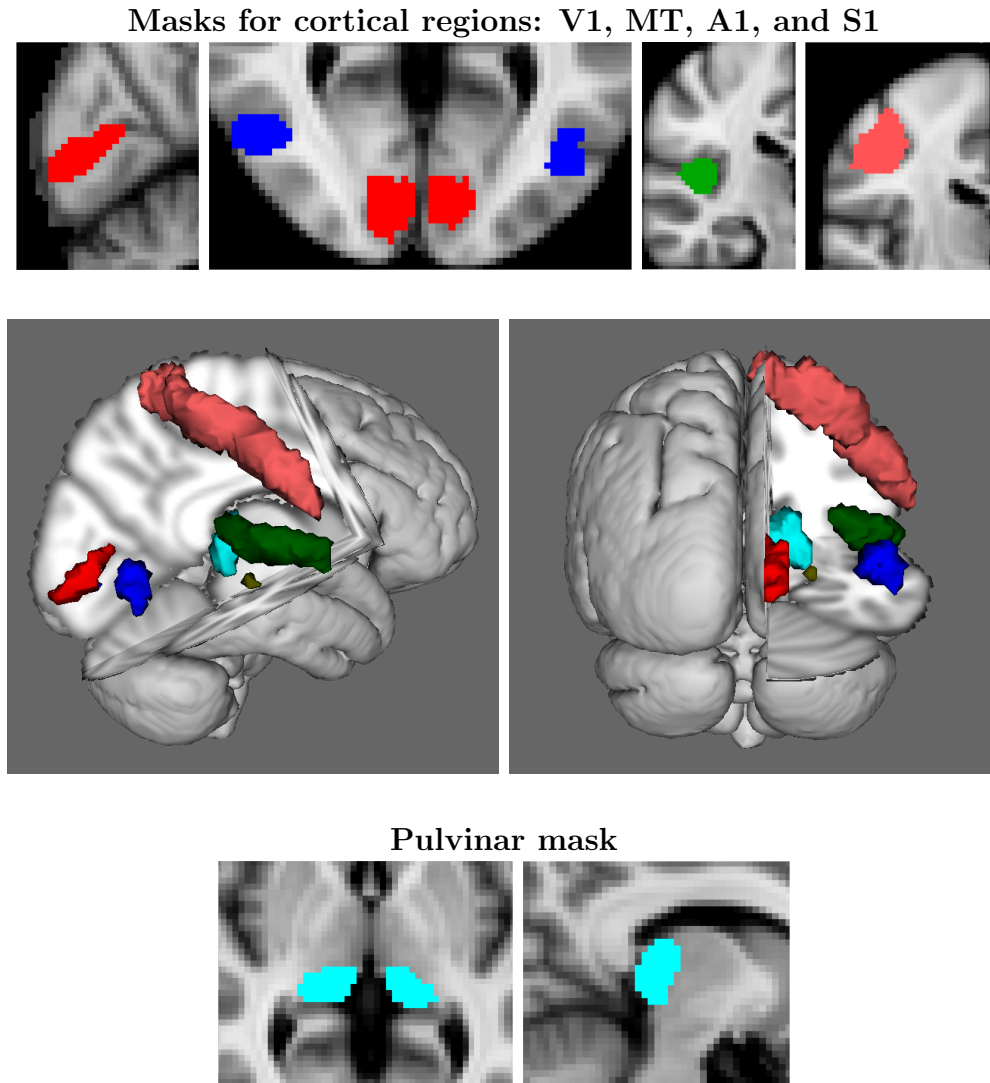 Masks for cortical regions: V1, MT, A1, and S1
Pulvinar mask